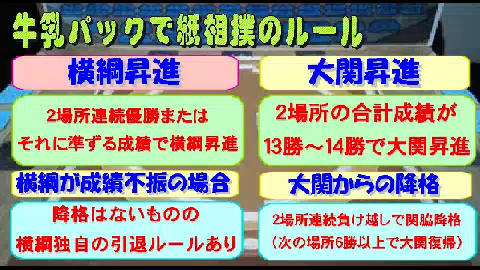 牛乳パックで紙相撲のルール
横綱昇進
大関昇進
2場所連続優勝または
それに準ずる成績で横綱昇進
2場所の合計成績が
13勝～14勝で大関昇進
横綱が成績不振の場合
大関からの降格
降格はないものの
横綱独自の引退ルールあり
2場所連続負け越しで関脇降格
（次の場所6勝以上で大関復帰）